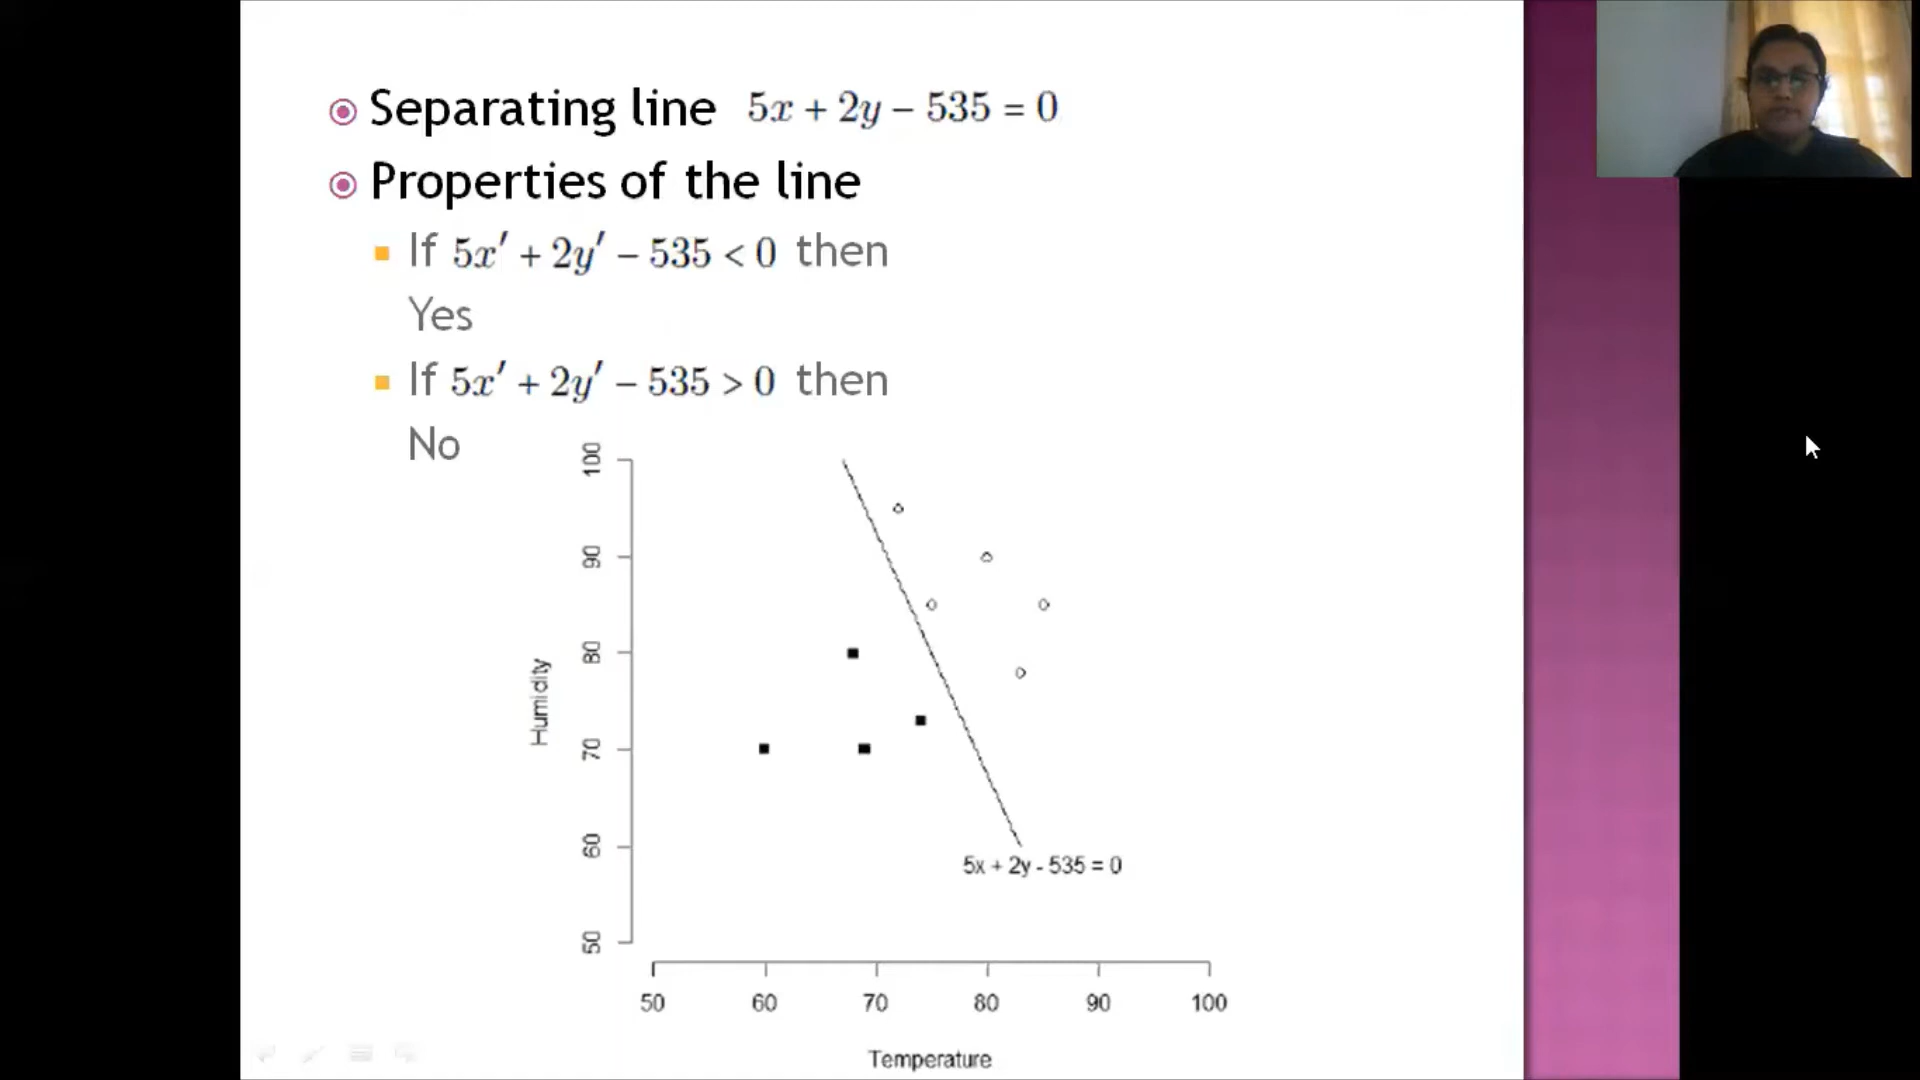 Separating line 5x + 2y − 535 = 0
Properties of the line
If 5x′ + 2y′ − 535 < 0 then
Yes
If 5x′ + 2y′ − 535 > 0 then
No
100
90
80
70
60
50
Humidity
5x + 2y - 535 = 0
50 60 70 80 90 100
Temperature